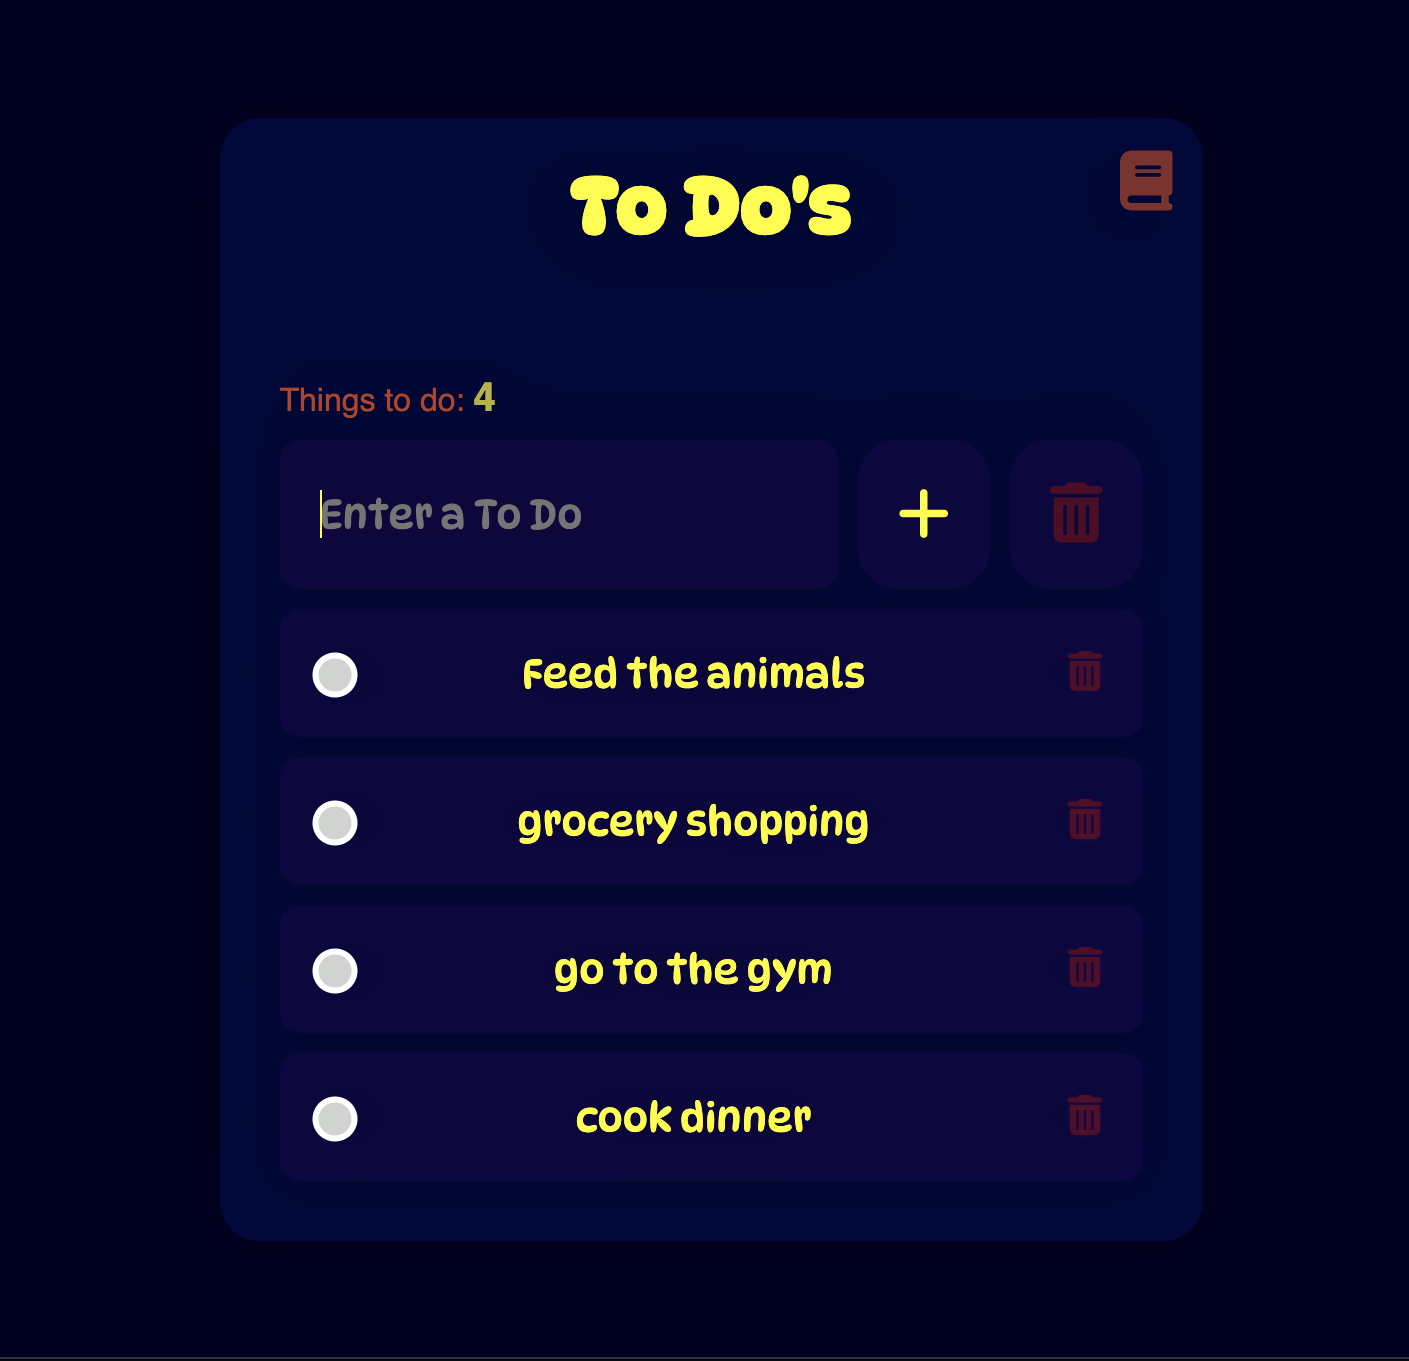 To Do's
Things to do: 4
Enter a To Do
Feed the animals
grocery shopping
go to the gym
cook dinner